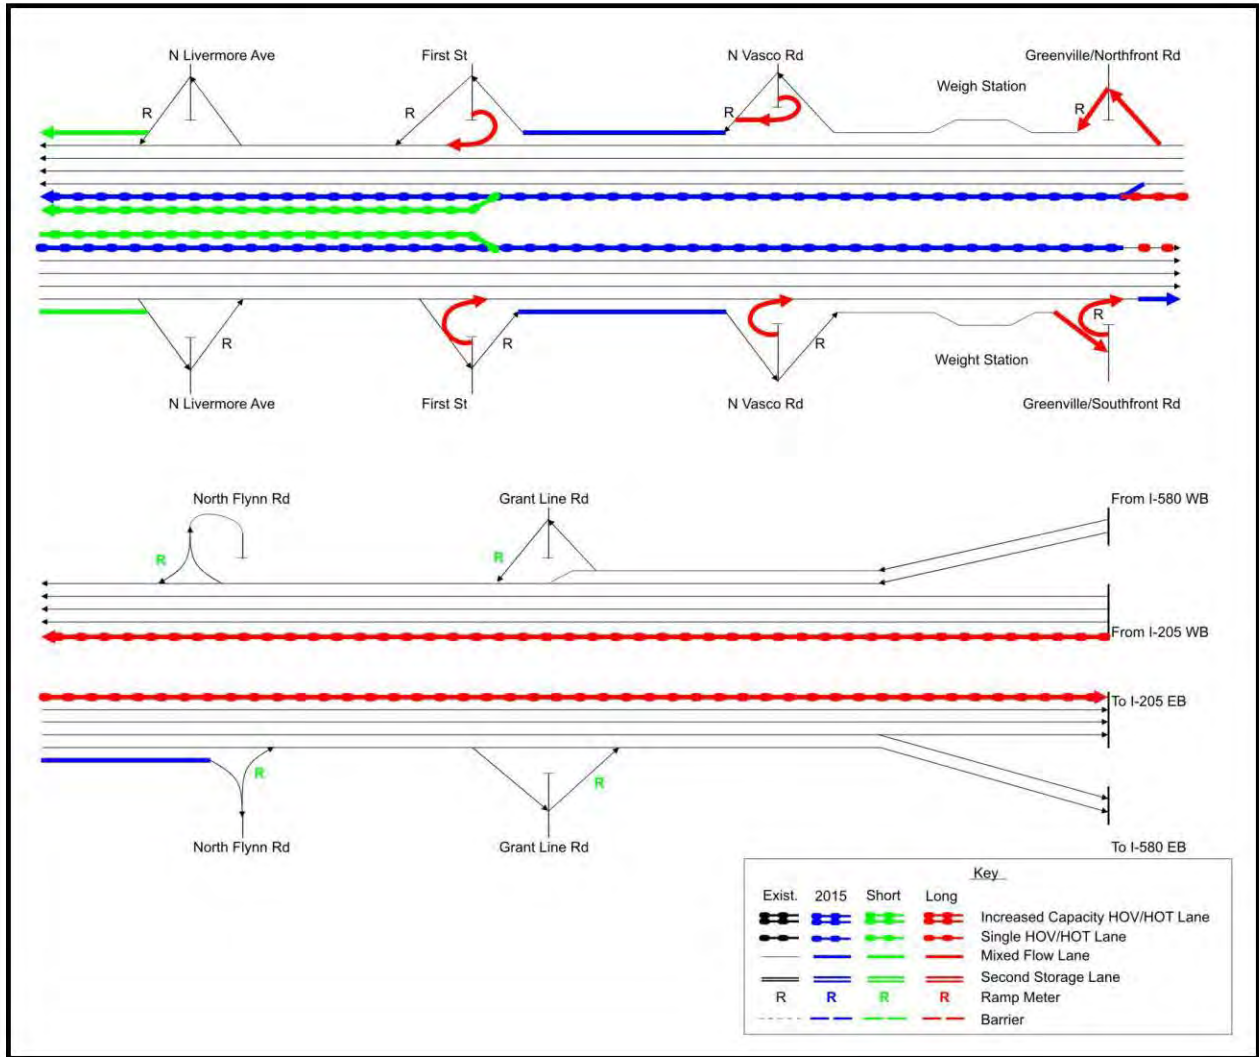 N Livermore Ave
First St
N Vasco Rd
Greenville/Northfront Rd
Weigh Station
R
R
R
R
R
R
R
R
Weight Station
N Livermore Ave
First St
N Vasco Rd
Greenville/Southfront Rd
North Flynn Rd
Grant Line Rd
From I-580 WB
R
R
From I-205 WB
To I-205 EB
R
R
North Flynn Rd
Grant Line Rd
To I-580 EB
Key
Exist. 2015 Short Long
Increased Capacity HOV/HOT Lane
Single HOV/HOT Lane
Mixed Flow Lane
Second Storage Lane
R R R R Ramp Meter
Barrier